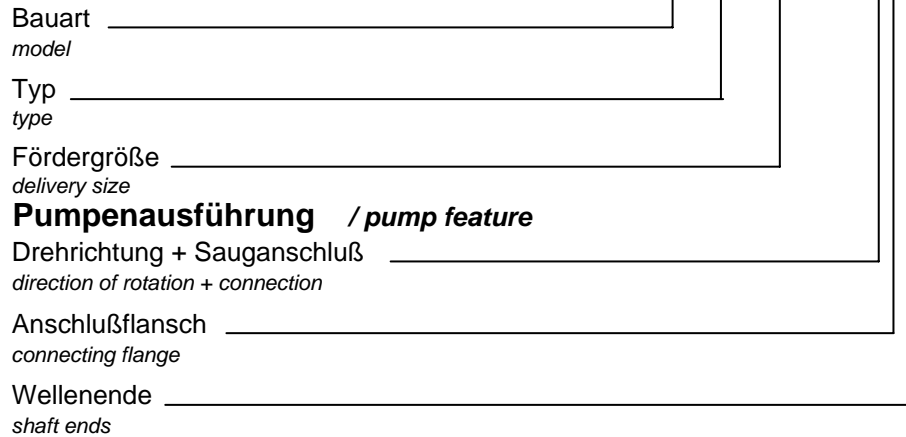 Bauart
model
Typ
type
Fördergröße
delivery size
Pumpenausführung / pump feature
Drehrichtung + Sauganschluß
direction of rotation + connection
Anschlußflansch
connecting flange
Wellenende
shaft ends